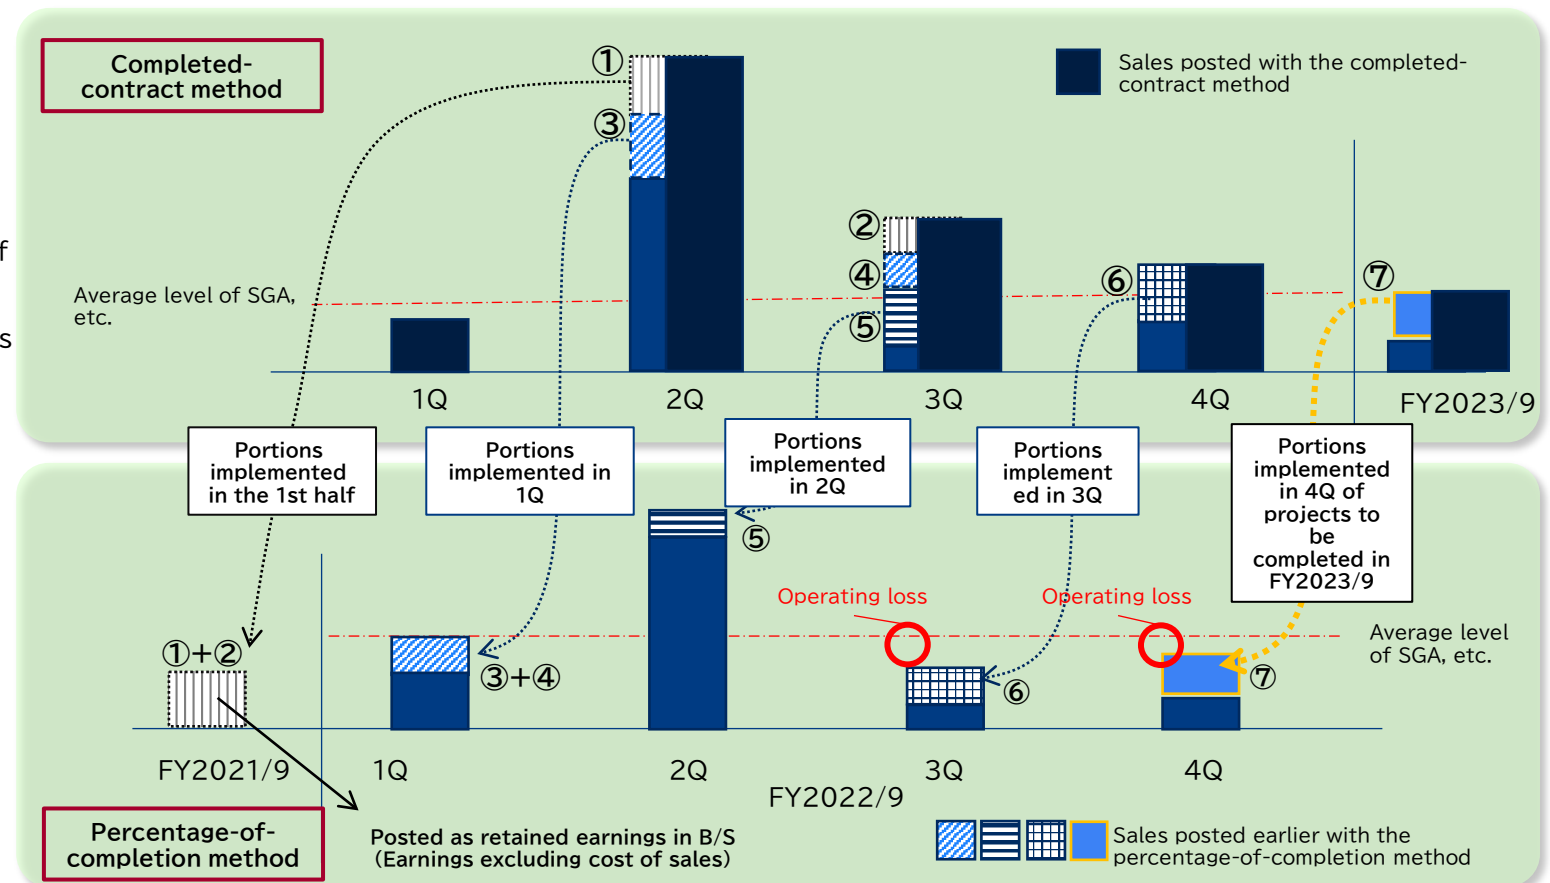 Completed-
contract method
①
③
Sales posted with the completed-
contract method
f
s
Average level of SGA,
etc.
②
④
⑤
⑥
⑦
1Q
2Q
3Q
4Q
FY2023/9
Portions
implemented
in the 1st half
Portions
implemented in
1Q
Portions
implemented
in 2Q
Portions
implement
ed in 3Q
Portions
implemented
in 4Q of
projects to
be
completed in
FY2023/9
⑤
Operating loss
Operating loss
①+②
③+④
⑥
⑦
Average level
of SGA, etc.
FY2021/9
1Q
2Q
3Q
4Q
FY2022/9
Percentage-of-
completion method
Posted as retained earnings in B/S
(Earnings excluding cost of sales)
Sales posted earlier with the
percentage-of-completion method